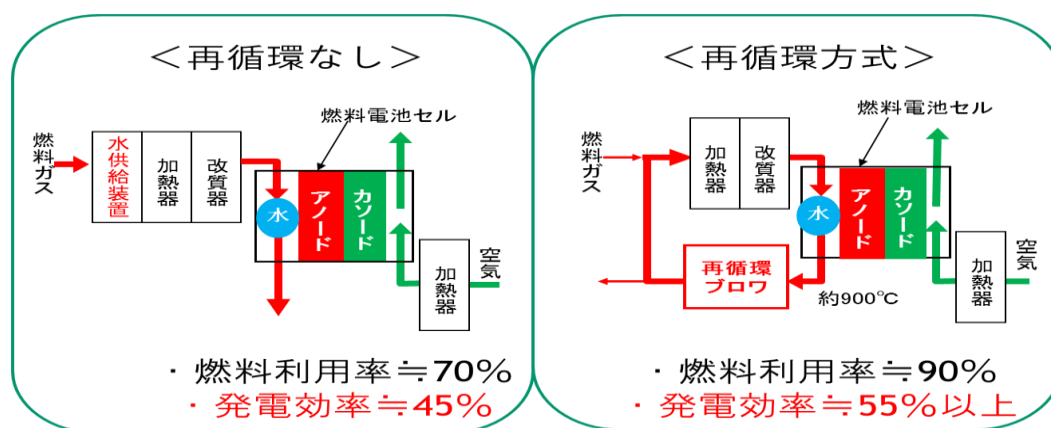 <再循環なし>
燃料電池セル
燃料ガス
水供給装置
加熱器
改質器
水
アノード
カソード
加熱器
空気
・燃料利用率≒70%
・発電効率≒45%
<再循環方式>
燃料電池セル
燃料ガス
加熱器
改質器
水
アノード
カソード
再循環
ブロワ
約900℃
加熱器
空気
・燃料利用率≒90%
・発電効率≒55%以上